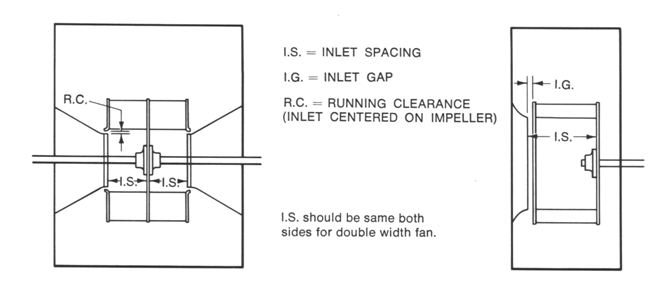 I.S. = INLET SPACING
I.G. = INLET GAP
R.C. = RUNNING CLEARANCE
(INLET CENTERED ON IMPELLER)
R.C.
I.S.
I.S.
I.G.
I.S.
I.S. should be same both
sides for double width fan.